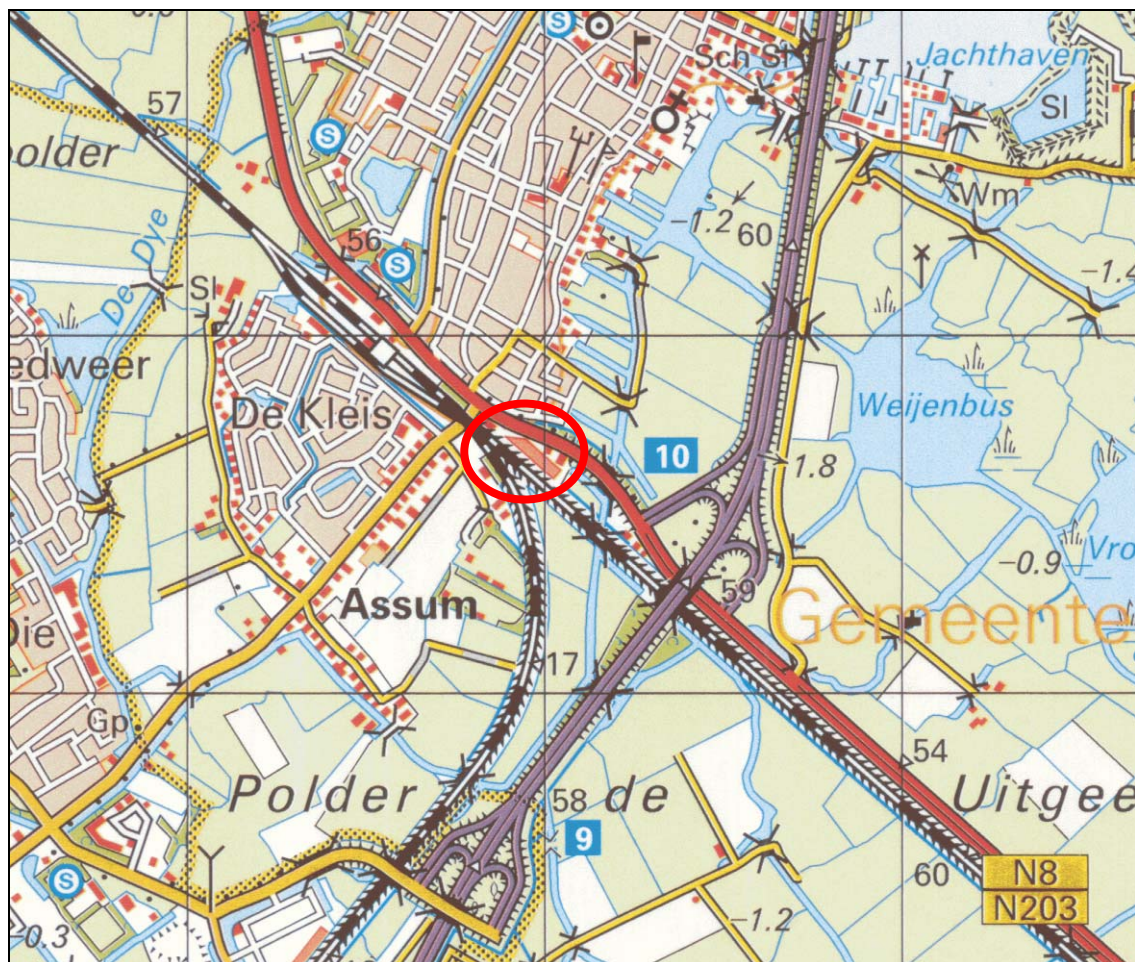 S
Sch Sl
Jachthaven
57
S
Sl
polder
Wm
-1.2
60
56
De Dye
S
-1.4
Sl
edweer
De Kleis
Weijenbus
10
1.8
-0.9
Vro
59
Assum
Gemeente
Die
17
Gp
54
Polder de Uitgee
58
9
S
60
N8
N203
-1.2
-0.3